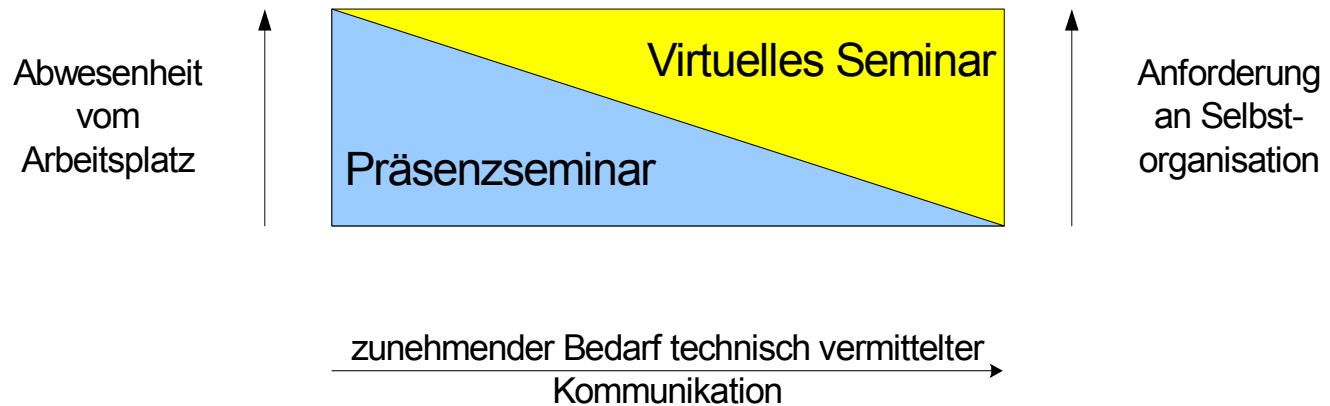 Abwesenheit
vom
Arbeitsplatz
Virtuelles Seminar
Präsenzseminar
Anforderung
an Selbst-
organisation
zunehmender Bedarf technisch vermittelter
Kommunikation